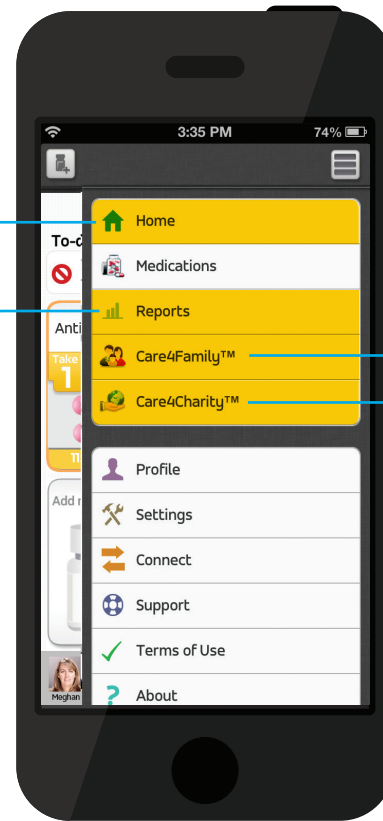 3:35 PM
74%
Home
To-d
Medications
Reports
Anti
Care4Family™
Take
1
Care4Charity™
11
Profile
Add
Settings
Connect
Support
Terms of Use
Meghan
About